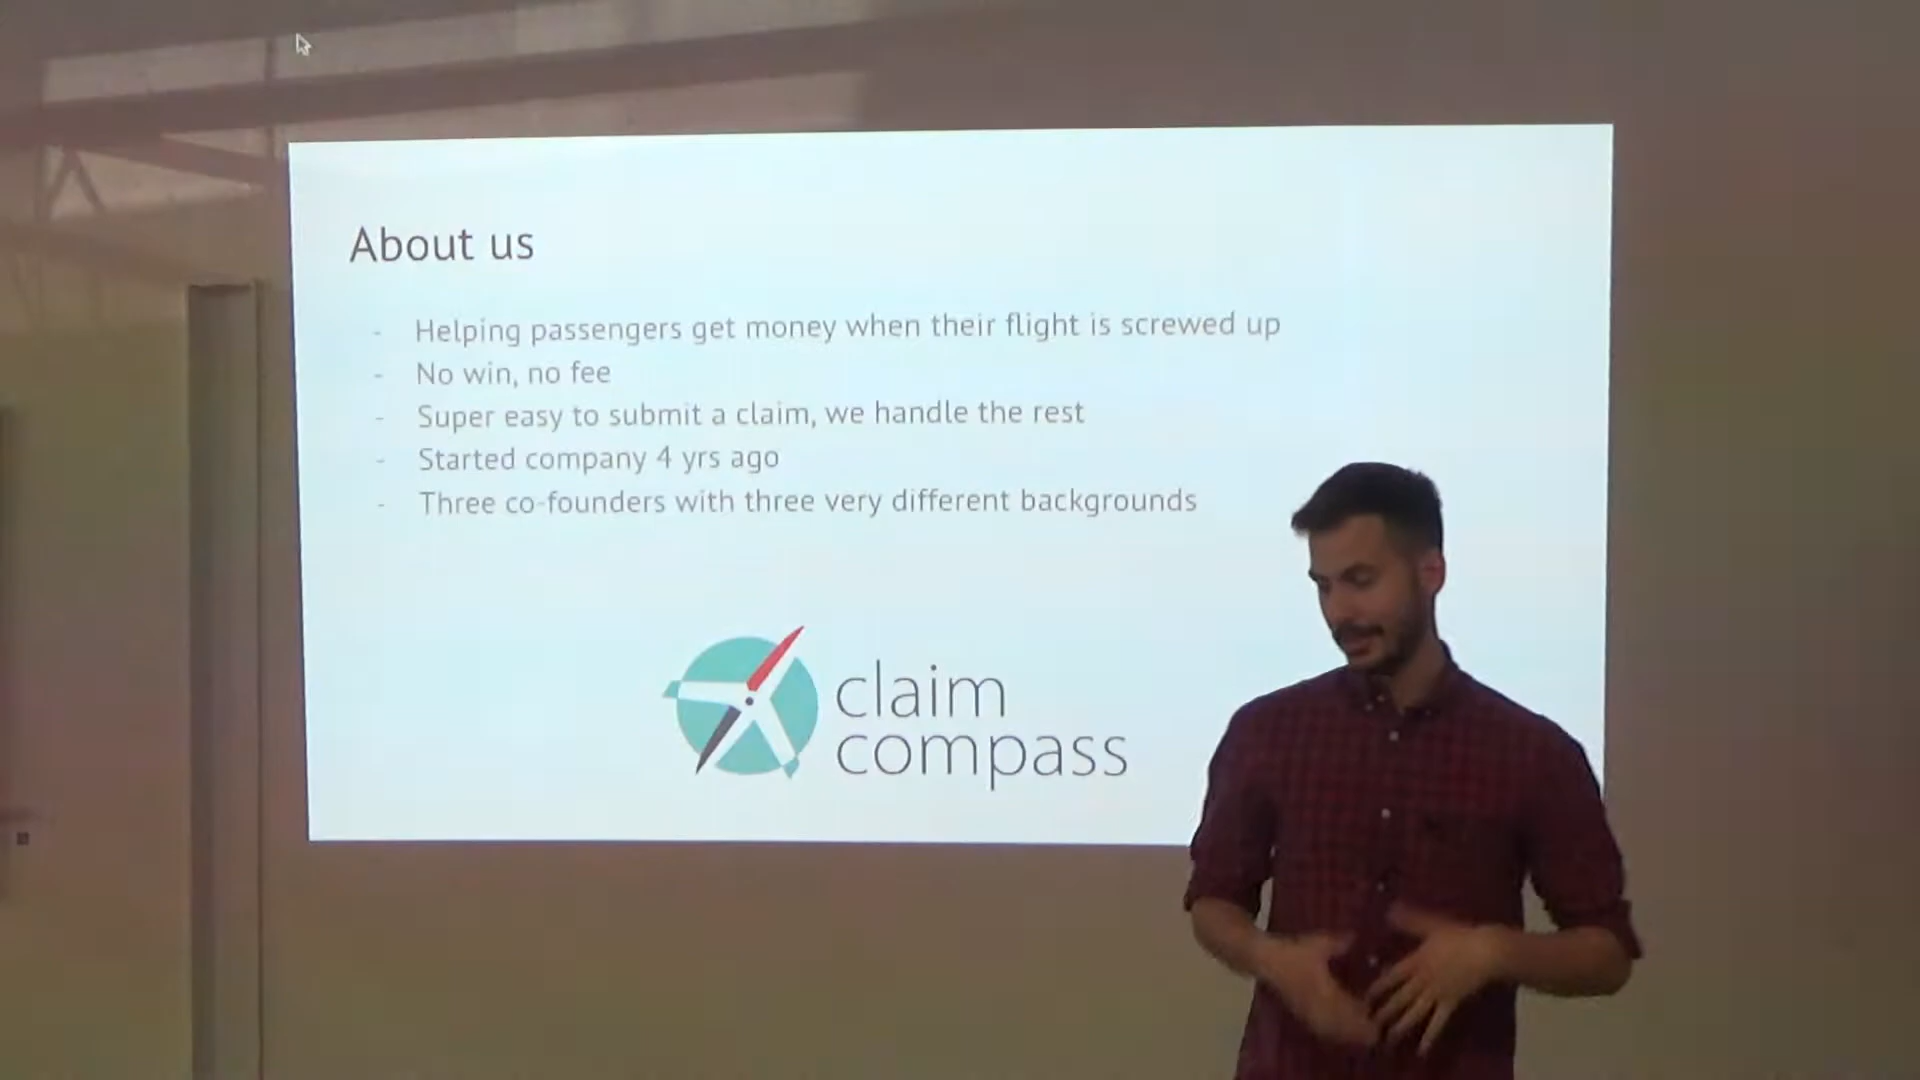 About us
- Helping passengers get money when their flight is screwed up
- No win, no fee
- Super easy to submit a claim, we handle the rest
- Started company 4 yrs ago
- Three co-founders with three very different backgrounds
claim
compass